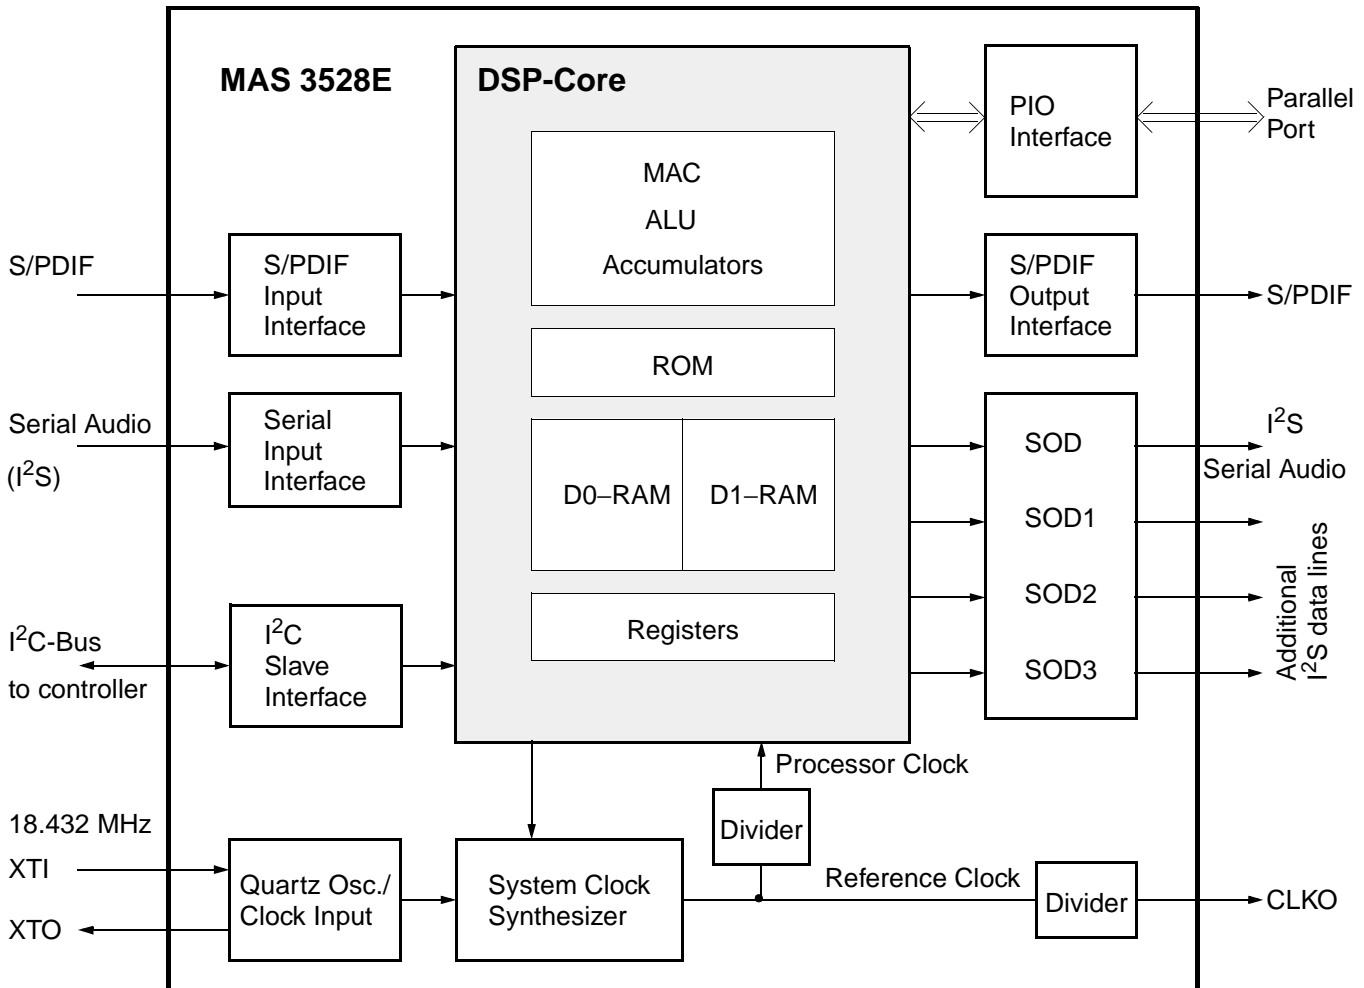 MAS 3528E
DSP-Core
MAC
ALU
Accumulators
ROM
D0–RAM
D1–RAM
Registers
PIO
Interface
Parallel
Port
S/PDIF
S/PDIF
Input
Interface
S/PDIF
Output
Interface
S/PDIF
Serial Audio
(I²S)
Serial
Input
Interface
SOD
SOD1
SOD2
SOD3
I²S
Serial Audio
Additional
I²S data lines
I²C-Bus
to controller
I²C
Slave
Interface
Processor Clock
Divider
18.432 MHz
XTI
XTO
Quartz Osc./
Clock Input
System Clock
Synthesizer
Reference Clock
Divider
CLKO